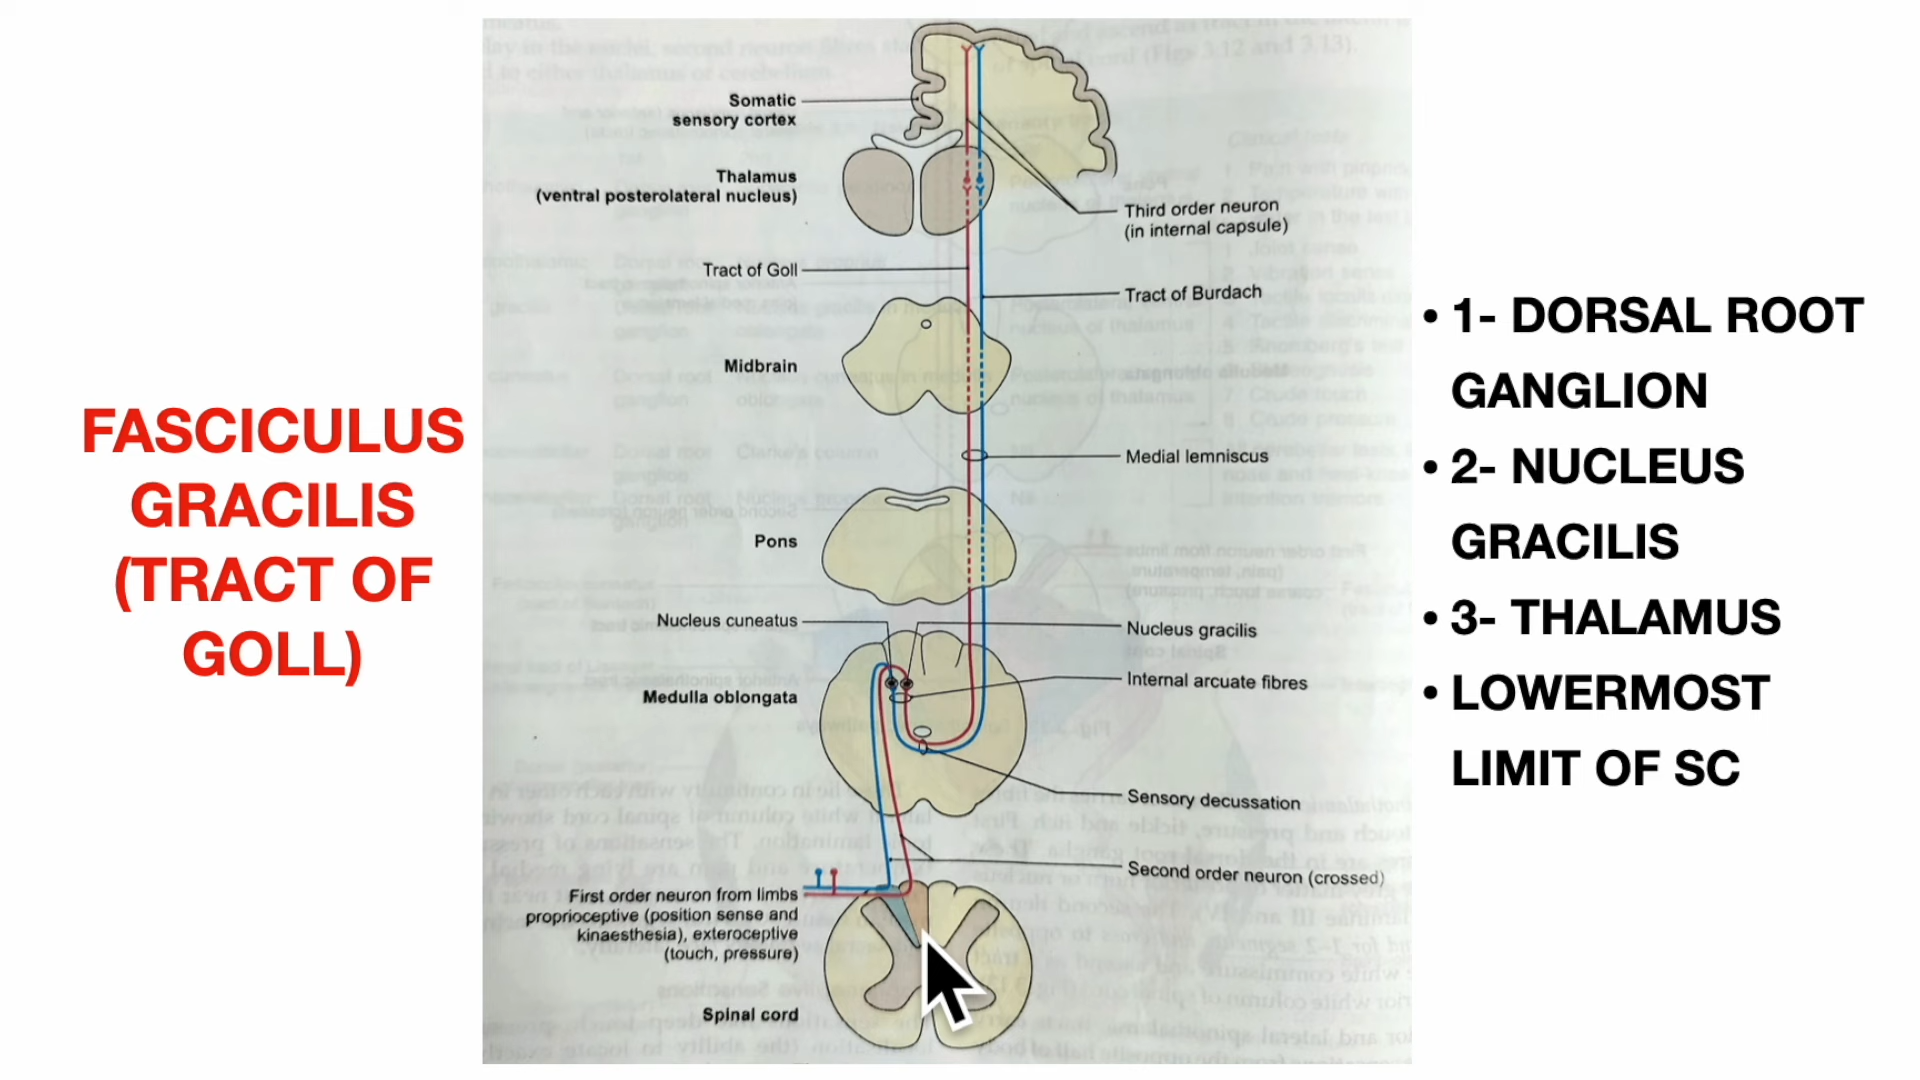 FASCICULUS
GRACILIS
(TRACT OF
GOLL)
Somatic
sensory cortex
Thalamus
(ventral posterolateral nucleus)
Third order neuron
(in internal capsule)
Tract of Goll
Tract of Burdach
Midbrain
Medial lemniscus
Pons
Nucleus cuneatus
Nucleus gracilis
Internal arcuate fibres
Medulla oblongata
Sensory decussation
Second order neuron (crossed)
First order neuron from limbs
proprioceptive (position sense and
kinaesthesia), exteroceptive
(touch, pressure)
Spinal cord
• 1- DORSAL ROOT
GANGLION
• 2- NUCLEUS
GRACILIS
• 3- THALAMUS
• LOWERMOST
LIMIT OF SC